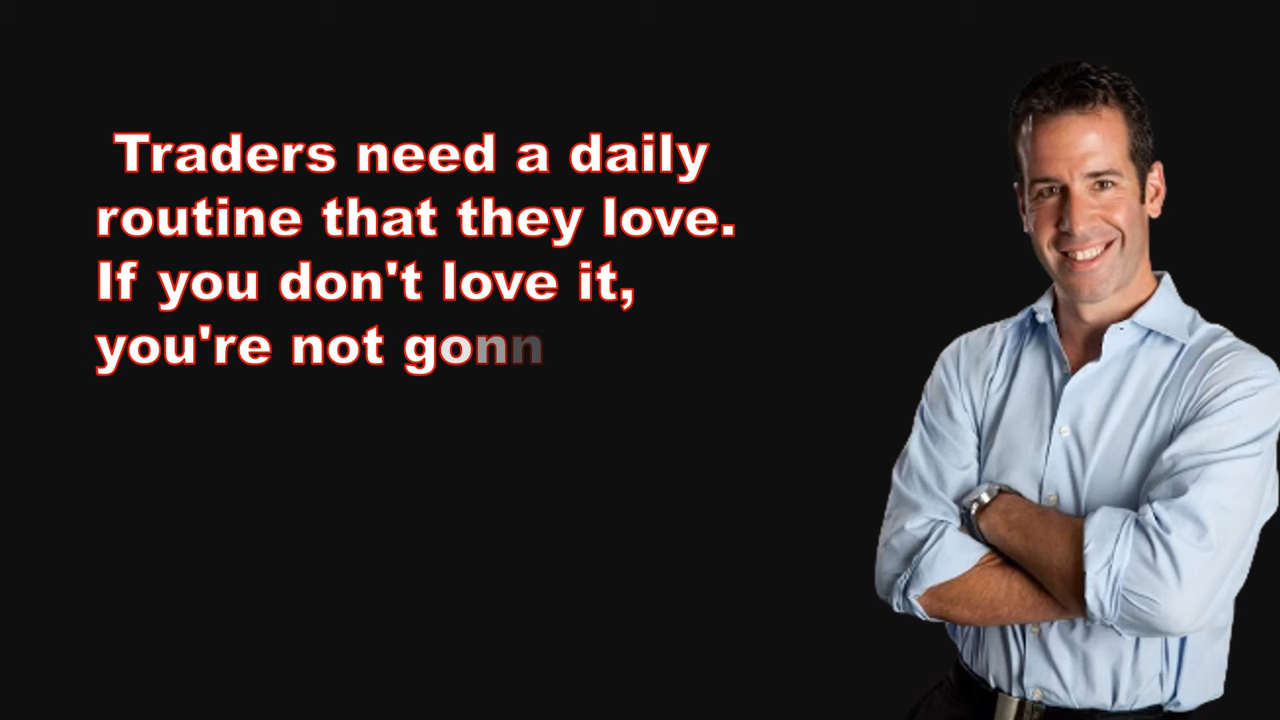 Traders need a daily
routine that they love.
If you don't love it,
you're not gonn